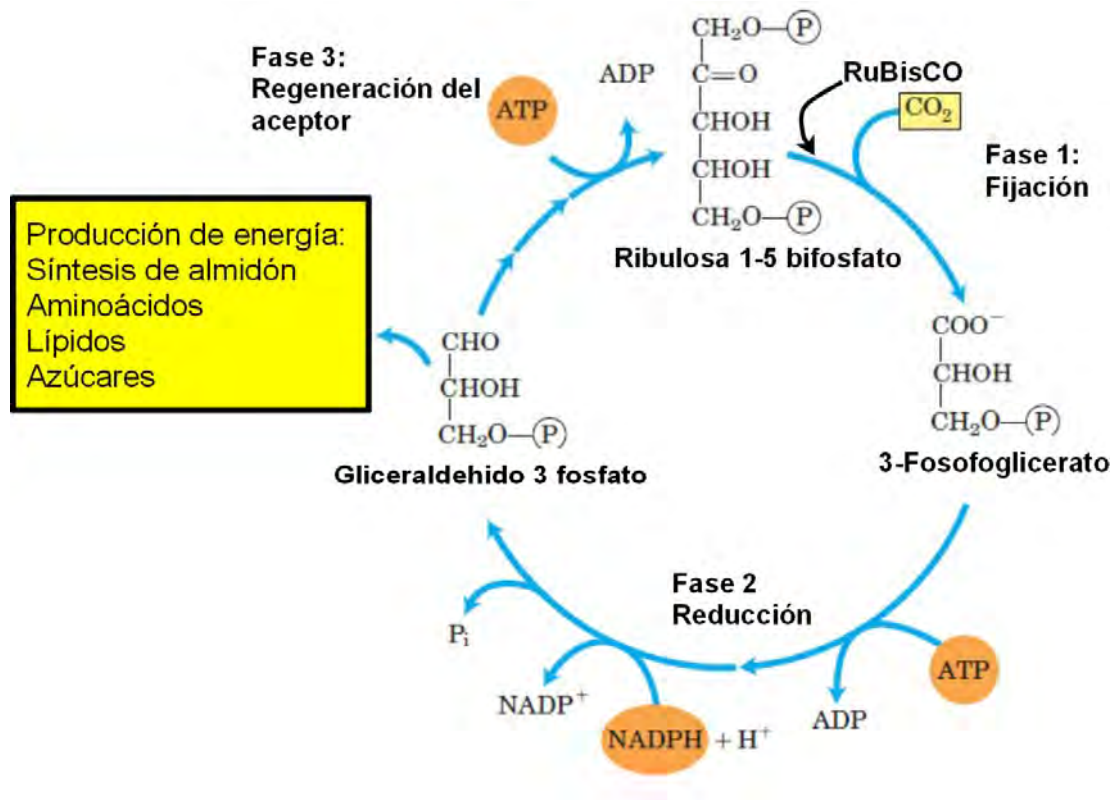 Fase 3:
Regeneración del
aceptor
ATP
ADP
CH₂O—P
C=O
CHOH
CHOH
CH₂O—P
Ribulosa 1-5 bifosfato
RuBisCO
CO₂
Fase 1:
Fijación
COO⁻
CHOH
CH₂O—P
3-Fosofoglicerato
Fase 2
Reducción
ATP
ADP
NADPH + H⁺
NADP⁺
Pi
CHO
CHOH
CH₂O—P
Gliceraldehido 3 fosfato
Producción de energía:
Síntesis de almidón
Aminoácidos
Lípidos
Azúcares